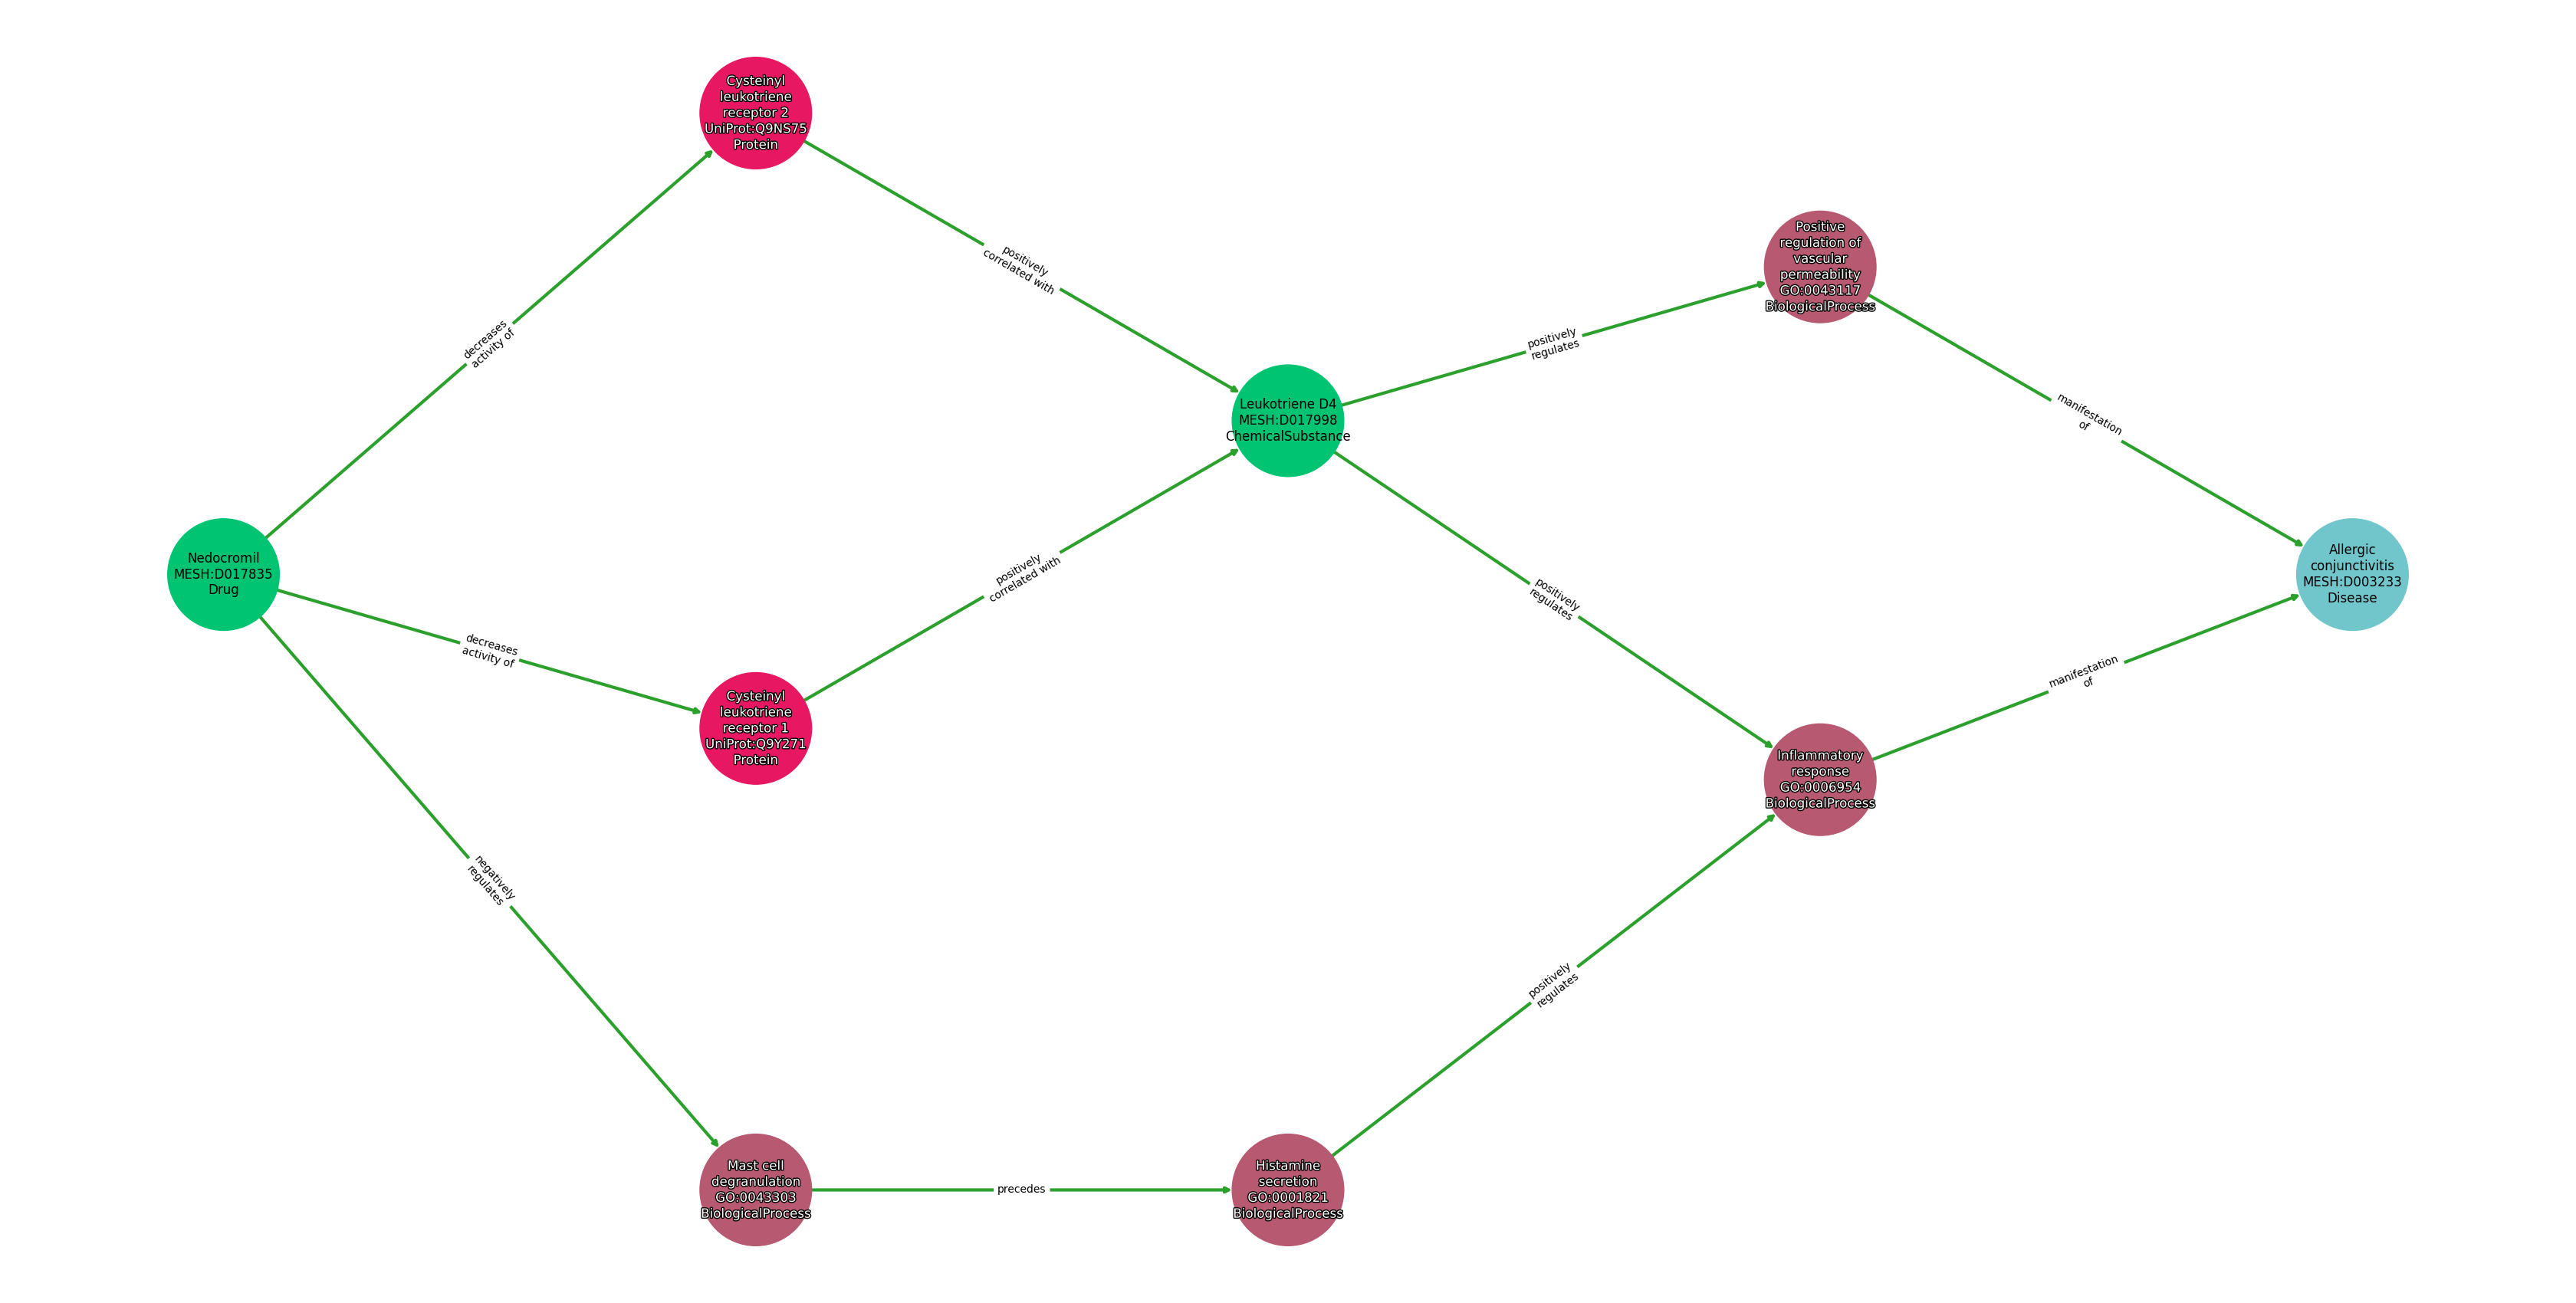 Cysteinyl
leukotriene
receptor 2
UniProt:Q9NS75
Protein
positively
correlated with
Positive
regulation of
vascular
permeability
GO:0043117
BiologicalProcess
decreases
activity of
positively
regulates
Leukotriene D4
MESH:D017998
ChemicalSubstance
manifestation
of
Nedocromil
MESH:D017835
Drug
Allergic
conjunctivitis
MESH:D003233
Disease
positively
correlated with
positively
regulates
decreases
activity of
manifestation
of
Cysteinyl
leukotriene
receptor 1
UniProt:Q9Y271
Protein
Inflammatory
response
GO:0006954
BiologicalProcess
negatively
regulates
positively
regulates
Mast cell
degranulation
GO:0043303
BiologicalProcess
precedes
Histamine
secretion
GO:0001821
BiologicalProcess